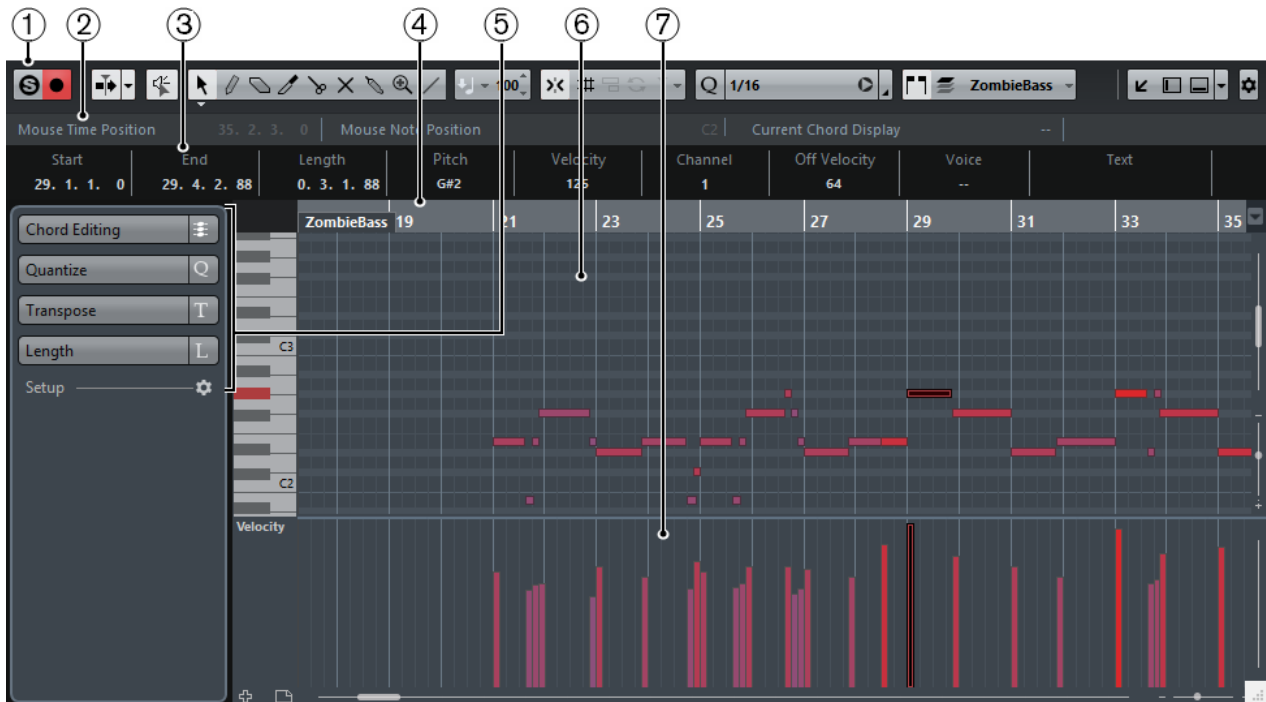 1 2 3 4 5 6 7
S 100 Q 1/16 ZombieBass
Mouse Time Position 35. 2. 3. 0 Mouse Note Position C2 Current Chord Display --
Start End Length Pitch Velocity Channel Off Velocity Voice Text
29. 1. 1. 0 29. 4. 2. 88 0. 3. 1. 88 G#2 125 1 64 --
ZombieBass 19 21 23 25 27 29 31 33 35
Chord Editing
Quantize Q
Transpose T
Length L
Setup
C3
C2
Velocity